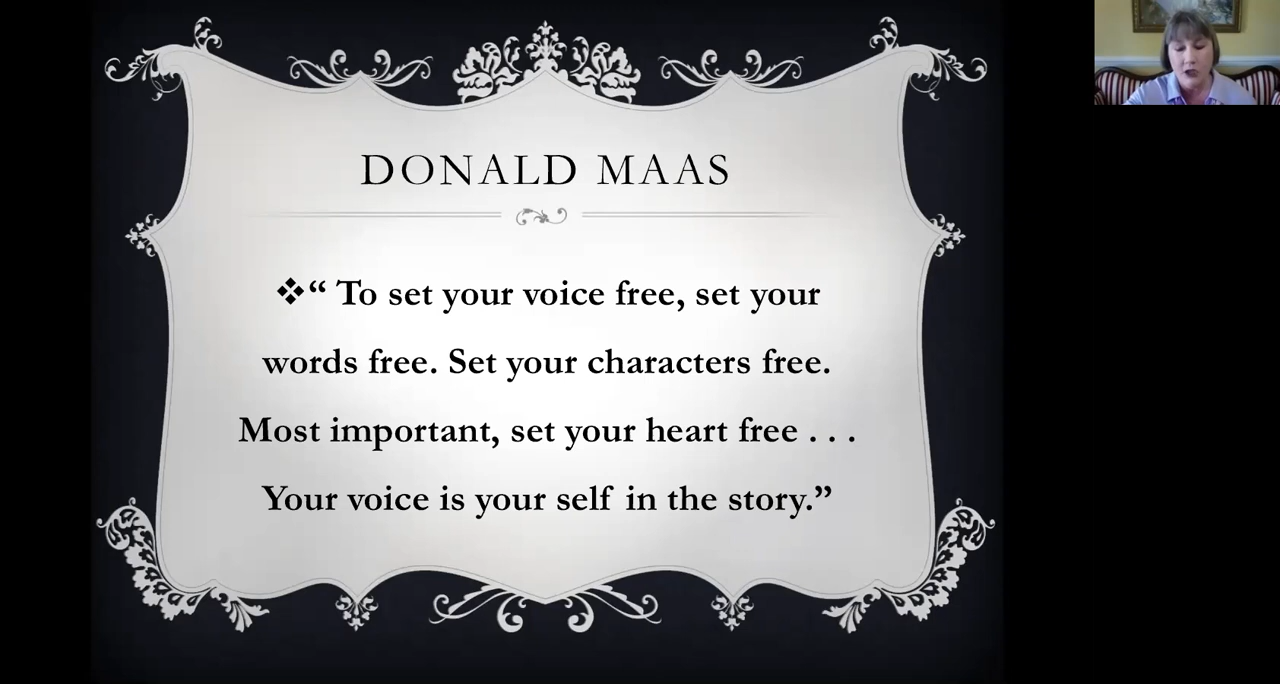 DONALD MAAS
❖“ To set your voice free, set your
words free. Set your characters free.
Most important, set your heart free . . .
Your voice is your self in the story.”